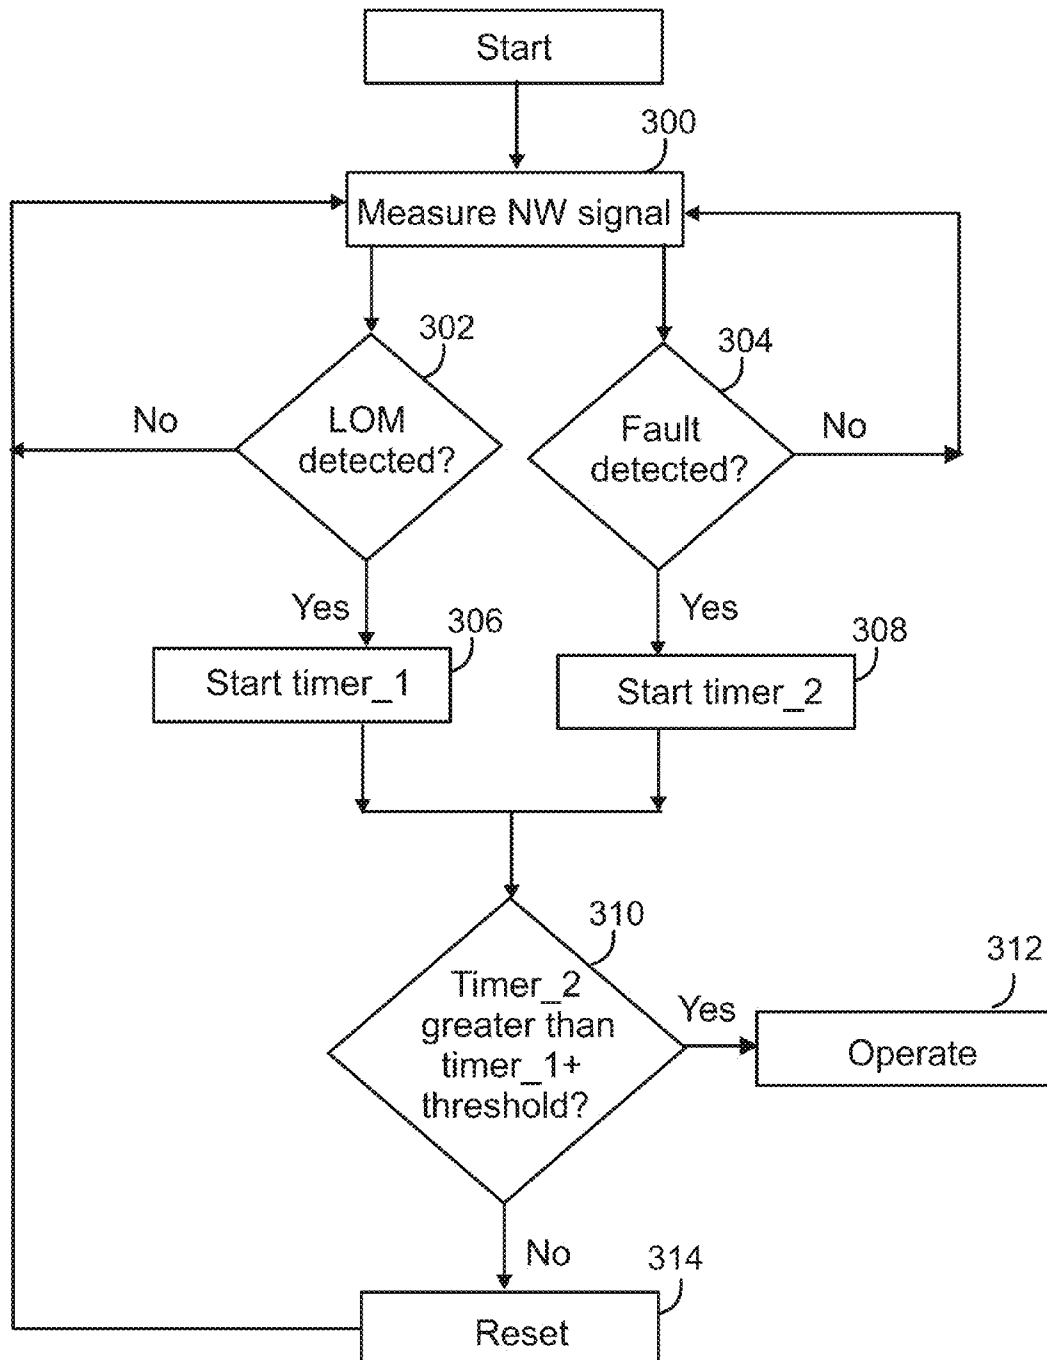 Start
300
Measure NW signal
302
304
No
LOM
detected?
Fault
detected?
No
Yes
306
Yes
308
Start timer_1
Start timer_2
310
Timer_2
greater than
timer_1+
threshold?
Yes
312
Operate
No
314
Reset